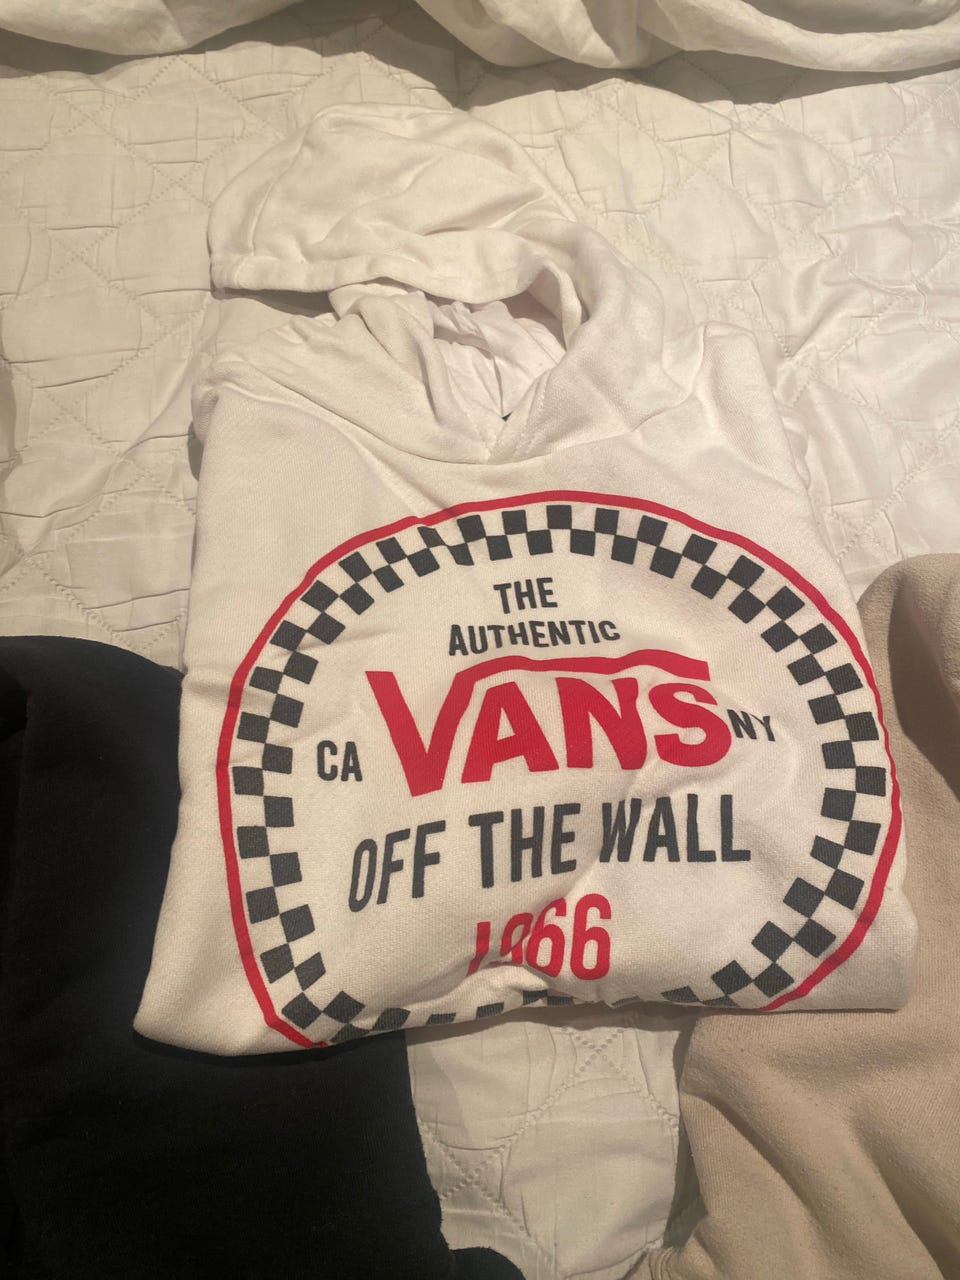 THE
AUTHENTIC
VANS
CA NY
OFF THE WALL
1966